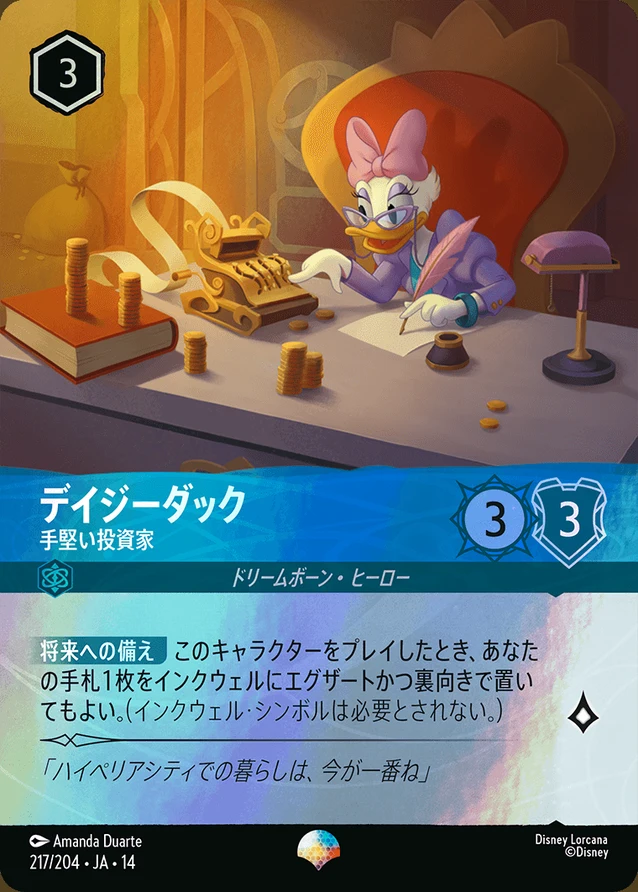 3
デイジーダック
手堅い投資家
3
3
ドリームボーン・ヒーロー
将来への備え このキャラクターをプレイしたとき、あなた
の手札1枚をインクウェルにエグザートかつ裏向きで置い
てもよい。(インクウェル・シンボルは必要とされない。)
「ハイペリアシティでの暮らしは、今が一番ね」
Amanda Duarte
217/204 • JA • 14
Disney Lorcana
©Disney